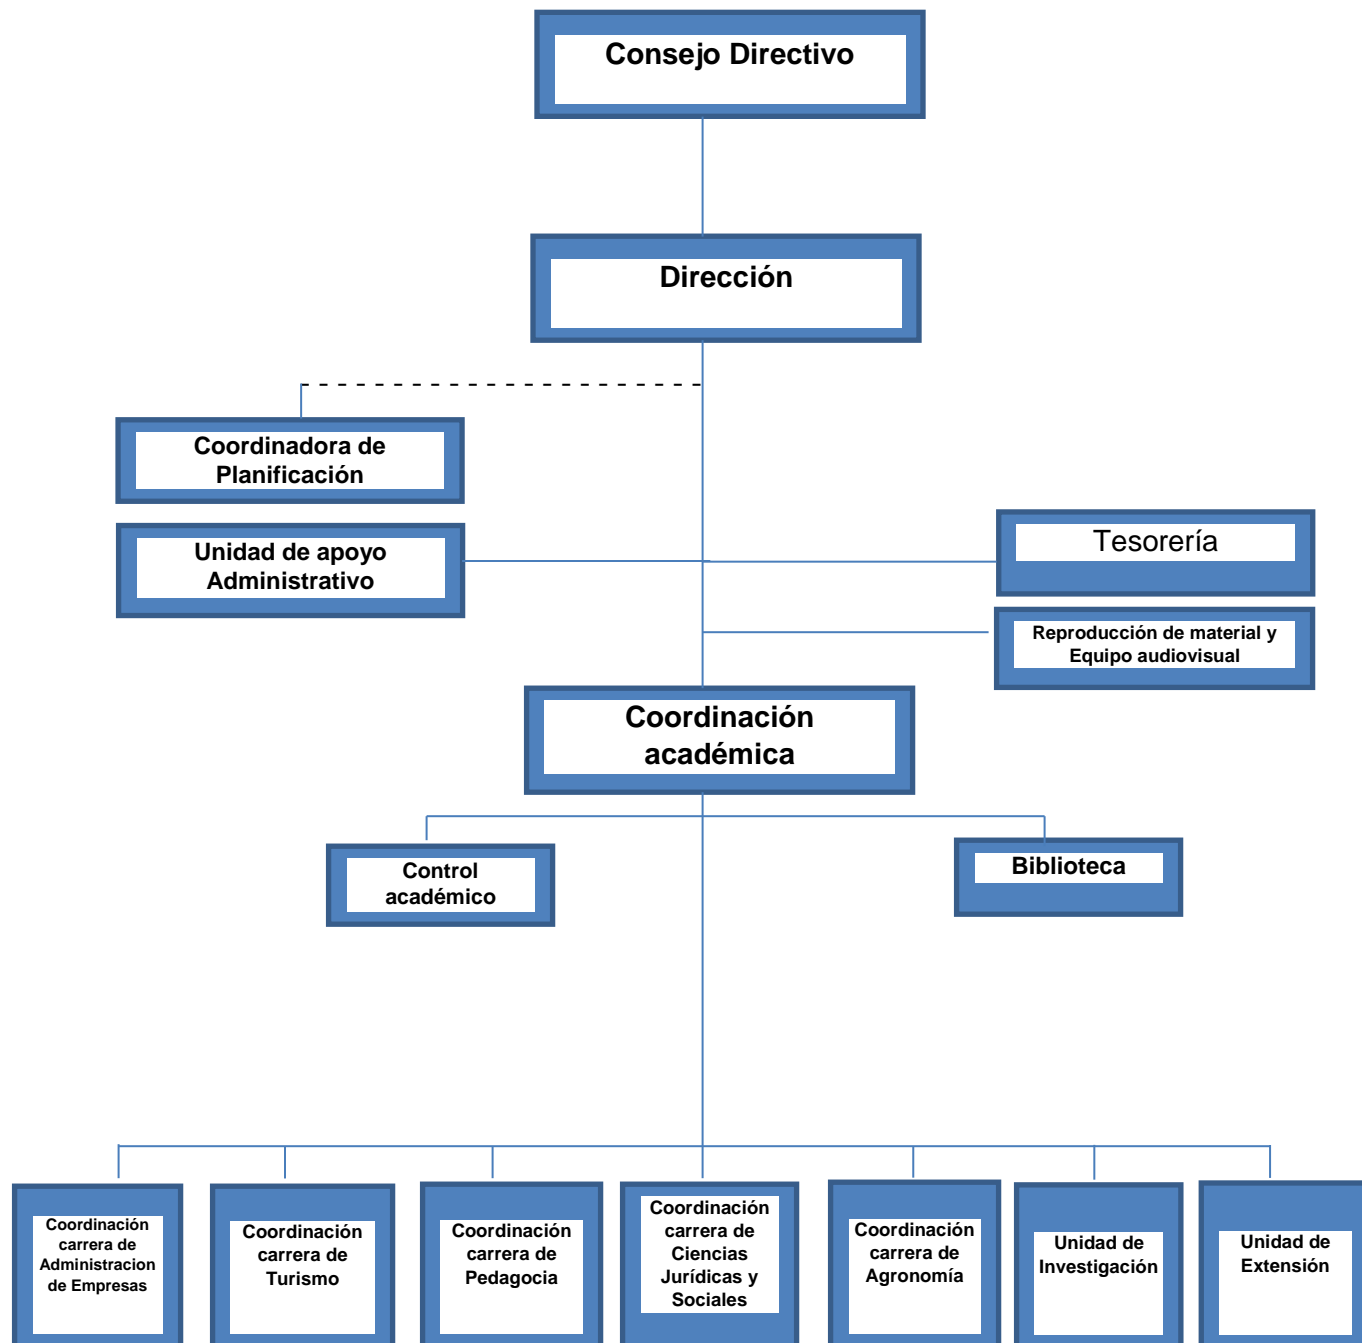 Consejo Directivo
Dirección
Coordinadora de
Planificación
Unidad de apoyo
Administrativo
Tesorería
Reproducción de material y
Equipo audiovisual
Coordinación
académica
Control
académico
Biblioteca
Coordinación
carrera de
Administracion
de Empresas
Coordinación
carrera de
Turismo
Coordinación
carrera de
Pedagocia
Coordinación
carrera de
Ciencias
Jurídicas y
Sociales
Coordinación
carrera de
Agronomía
Unidad de
Investigación
Unidad de
Extensión